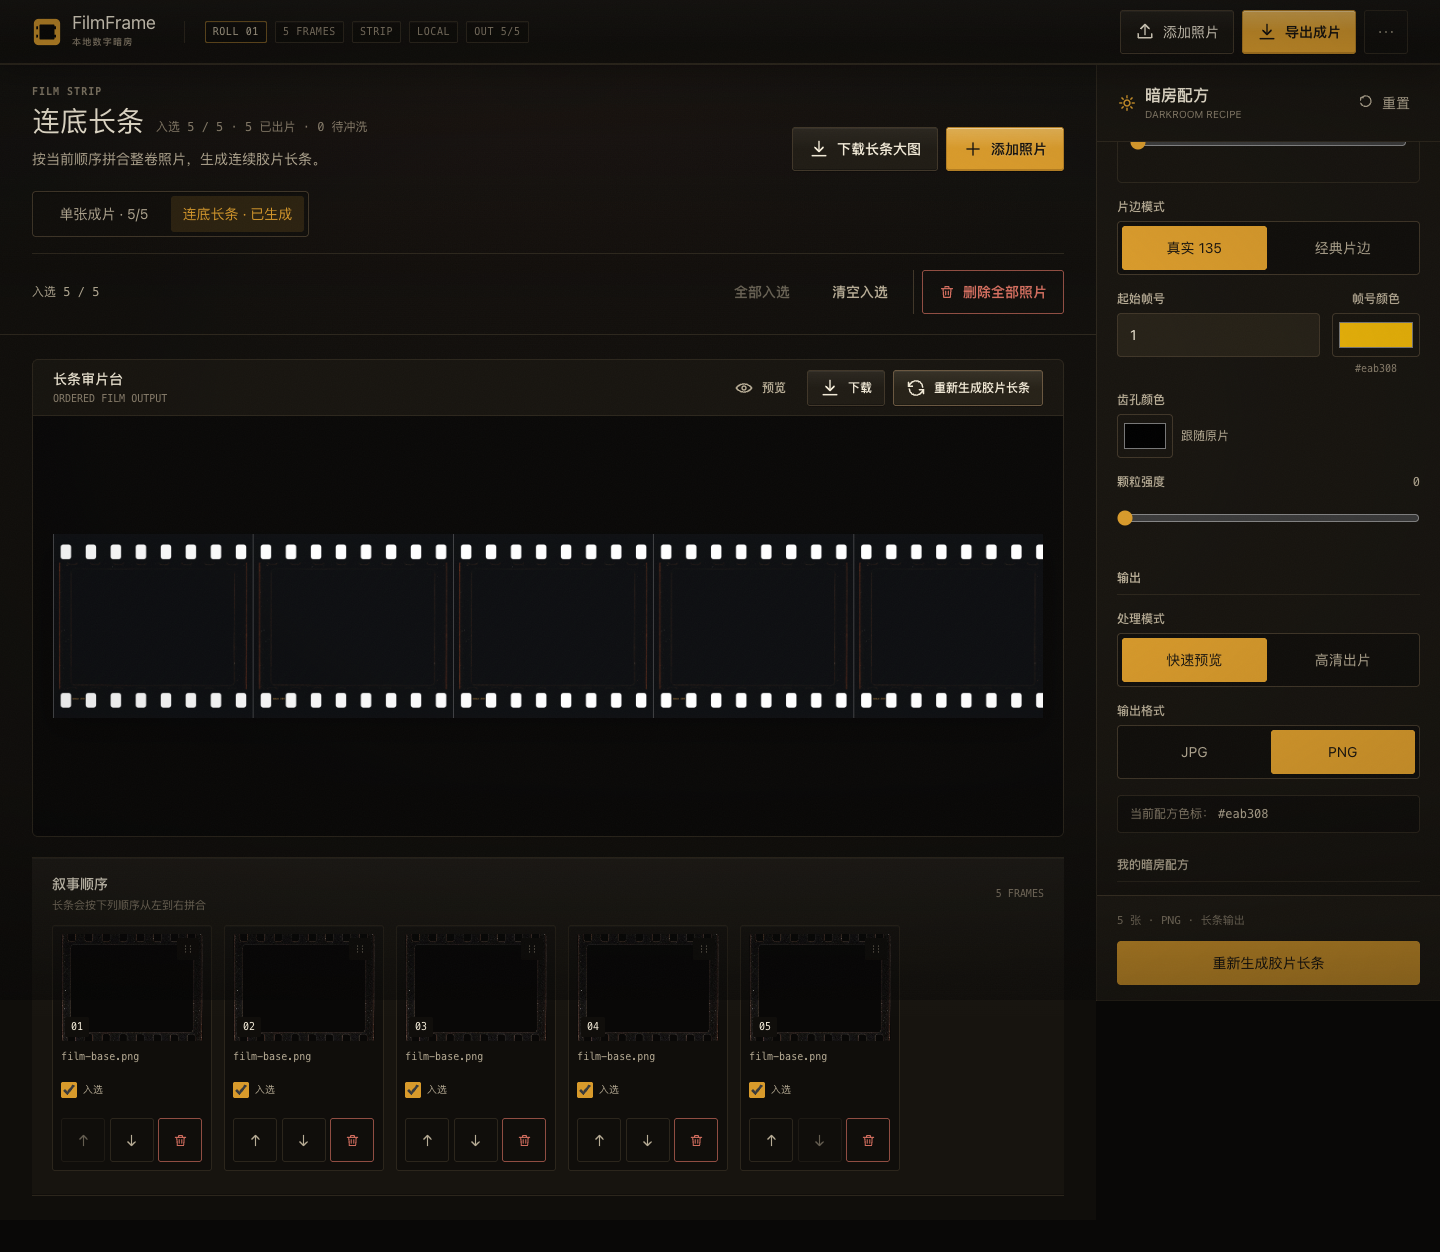 FilmFrame
本地数字暗房
ROLL 01
5 FRAMES
STRIP
LOCAL
OUT 5/5
添加照片
导出成片
···
FILM STRIP
连底长条
入选 5 / 5 · 5 已出片 · 0 待冲洗
按当前顺序拼合整卷照片，生成连续胶片长条。
下载长条大图
添加照片
单张成片 · 5/5
连底长条 · 已生成
入选 5 / 5
全部入选
清空入选
删除全部照片
长条审片台
ORDERED FILM OUTPUT
预览
下载
重新生成胶片长条
叙事顺序
长条会按下列顺序从左到右拼合
5 FRAMES
01
film-base.png
入选
02
film-base.png
入选
03
film-base.png
入选
04
film-base.png
入选
05
film-base.png
入选
暗房配方
DARKROOM RECIPE
重置
片边模式
真实 135
经典片边
起始帧号
帧号颜色
1
#eab308
齿孔颜色
跟随原片
颗粒强度
0
输出
处理模式
快速预览
高清出片
输出格式
JPG
PNG
当前配方色标： #eab308
我的暗房配方
5 张 · PNG · 长条输出
重新生成胶片长条